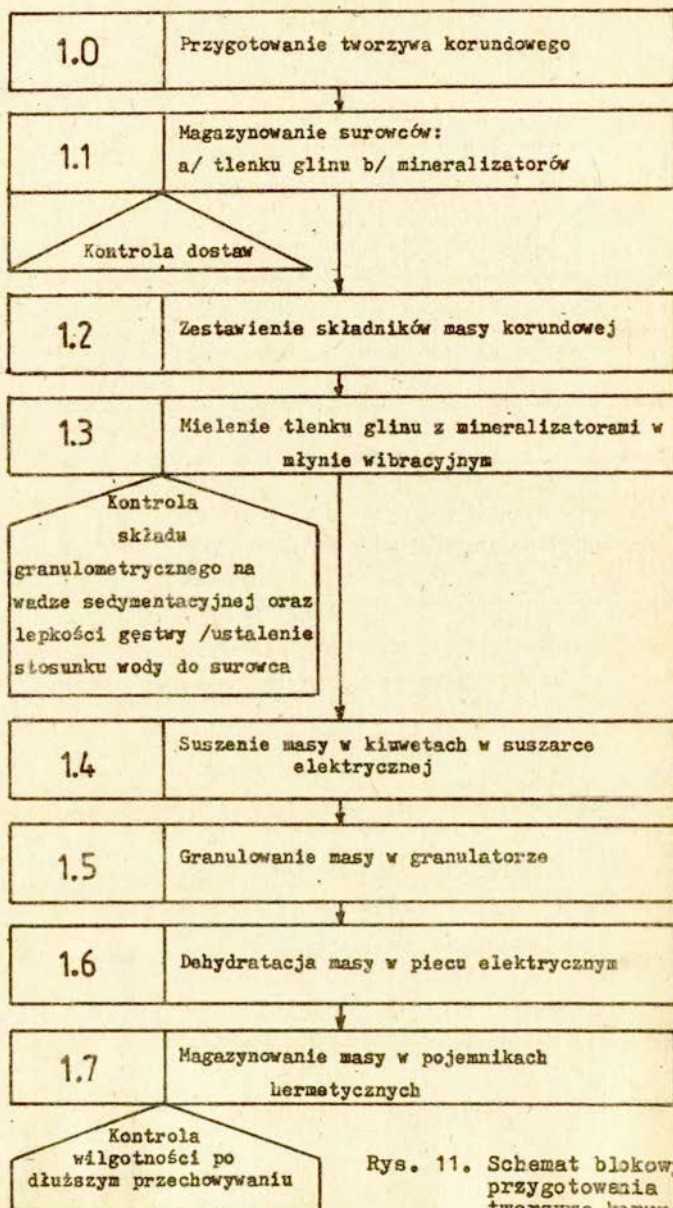 1.0 Przygotowanie tworzywa korundowego
1.1 Magazynowanie surowców:
a/ tlenku glinu b/ mineralizatorów
Kontrola dostaw
1.2 Zestawienie składników masy korundowej
1.3 Mielenie tlenku glinu z mineralizatorami w
młynie wibracyjnym
Kontrola
składu
granulometrycznego na
wadze sedymentacyjnej oraz
lepkości gęstwy /ustalenie
stosunku wody do surowca
1.4 Suszenie masy w kiuwetach w suszarce
elektrycznej
1.5 Granulowanie masy w granulatorze
1.6 Dehydratacja masy w piecu elektrycznym
1.7 Magazynowanie masy w pojemnikach
hermetycznych
Kontrola
wilgotności po
dłuższym przechowywaniu
Rys. 11. Schemat blokowy
przygotowania